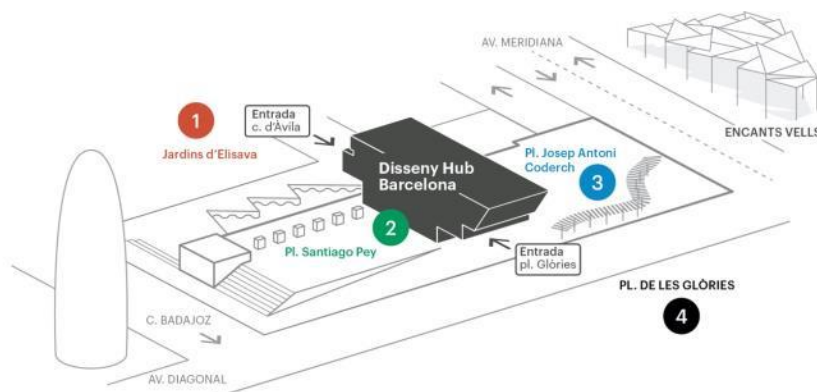 AV. MERIDIANA
ENCANTS VELLS
1
Jardins d'Elisava
Entrada
c. d'Àvila
Disseny Hub
Barcelona
Pl. Josep Antoni
Coderch
3
2
Pl. Santiago Pey
Entrada
pl. Glòries
PL. DE LES GLÒRIES
4
C. BADAJOZ
AV. DIAGONAL